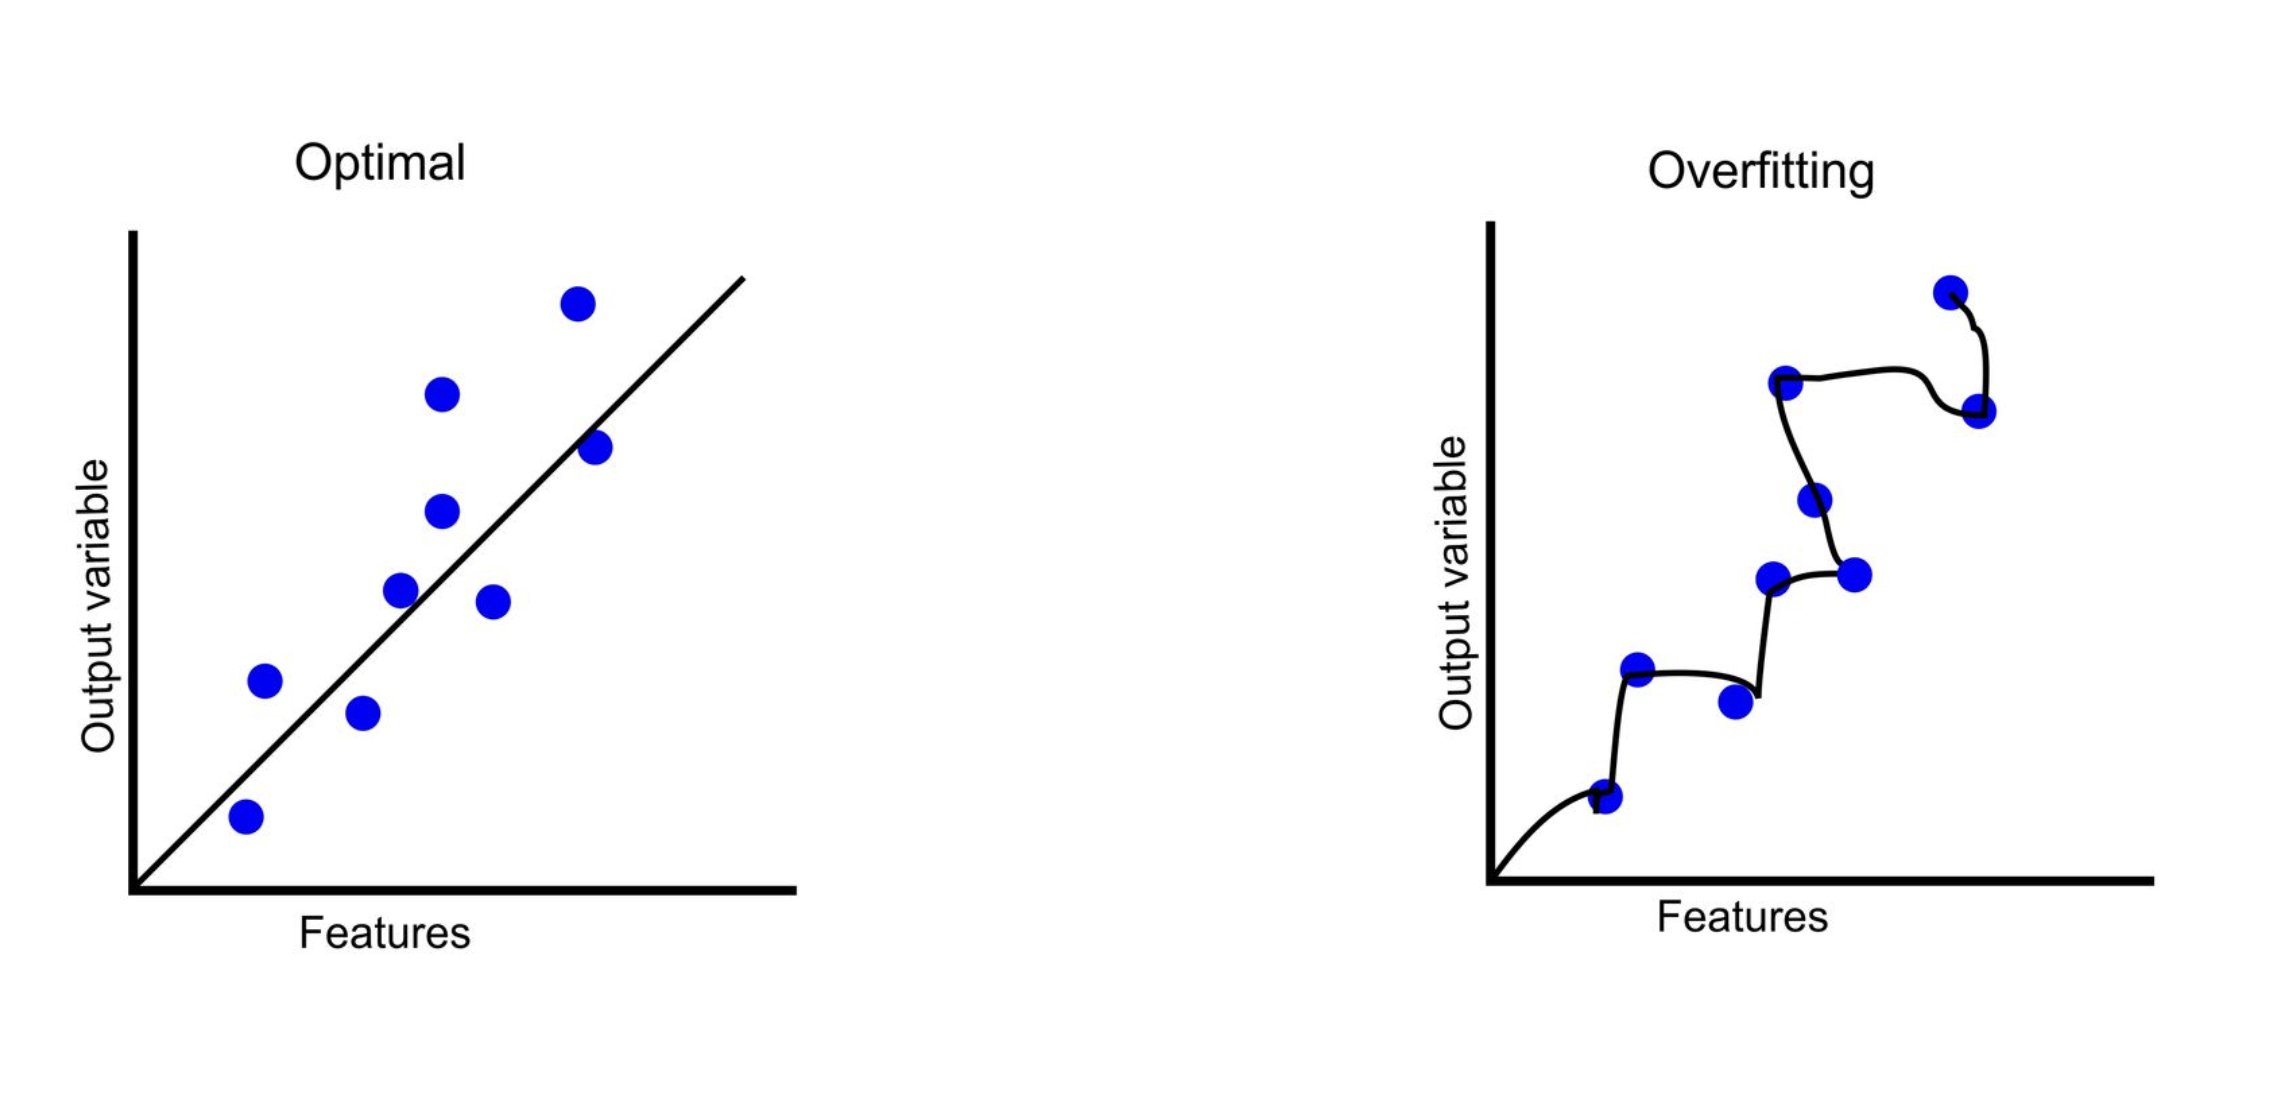 Optimal
Output variable
Features
Overfitting
Output variable
Features